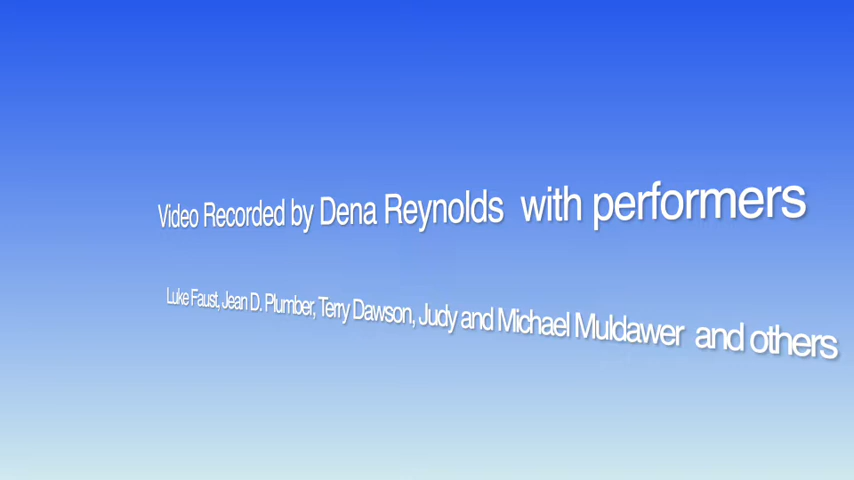 Video Recorded by Dena Reynolds with performers
Luke Faust, Jean D. Plumber, Terry Dawson, Judy and Michael Muldawer and others